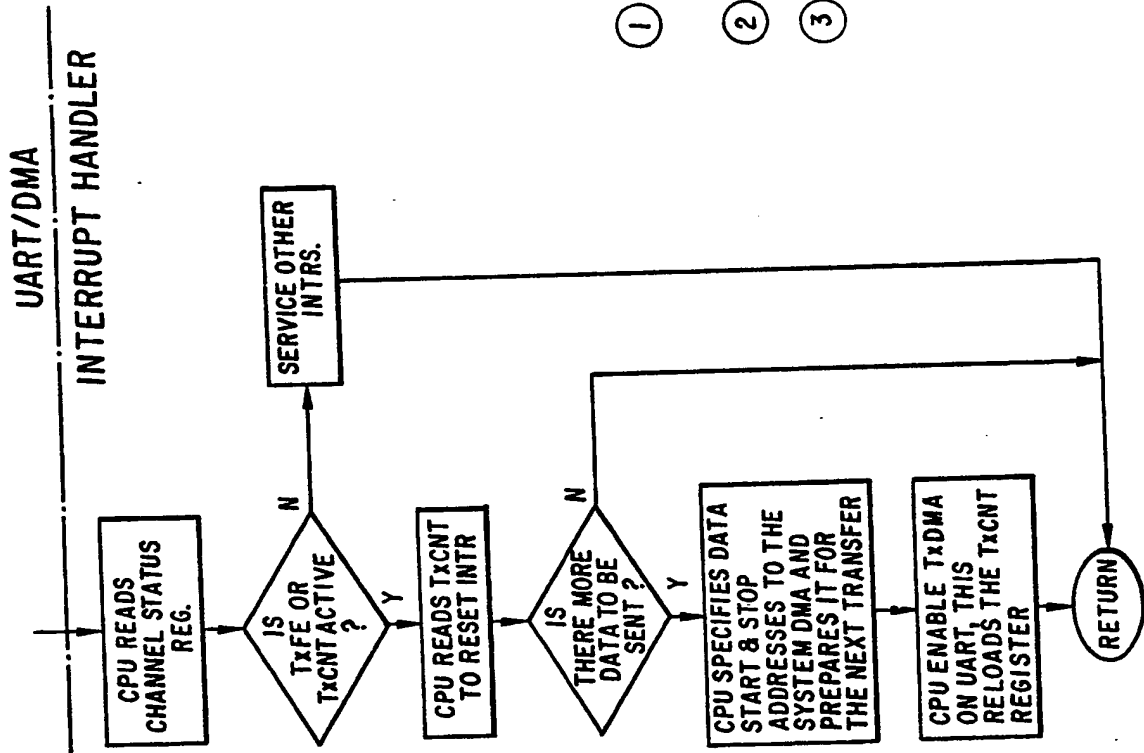 UART/DMA
INTERRUPT HANDLER
CPU READS
CHANNEL STATUS
REG.
IS
TxFE OR
TxCNT ACTIVE
?
N
SERVICE OTHER
INTRS.
Y
CPU READS TxCNT
TO RESET INTR
IS
THERE MORE
DATA TO BE
SENT ?
N
Y
CPU SPECIFIES DATA
START & STOP
ADDRESSES TO THE
SYSTEM DMA AND
PREPARES IT FOR
THE NEXT TRANSFER
CPU ENABLE TxDMA
ON UART, THIS
RELOADS THE TxCNT
REGISTER
RETURN
1
2
3